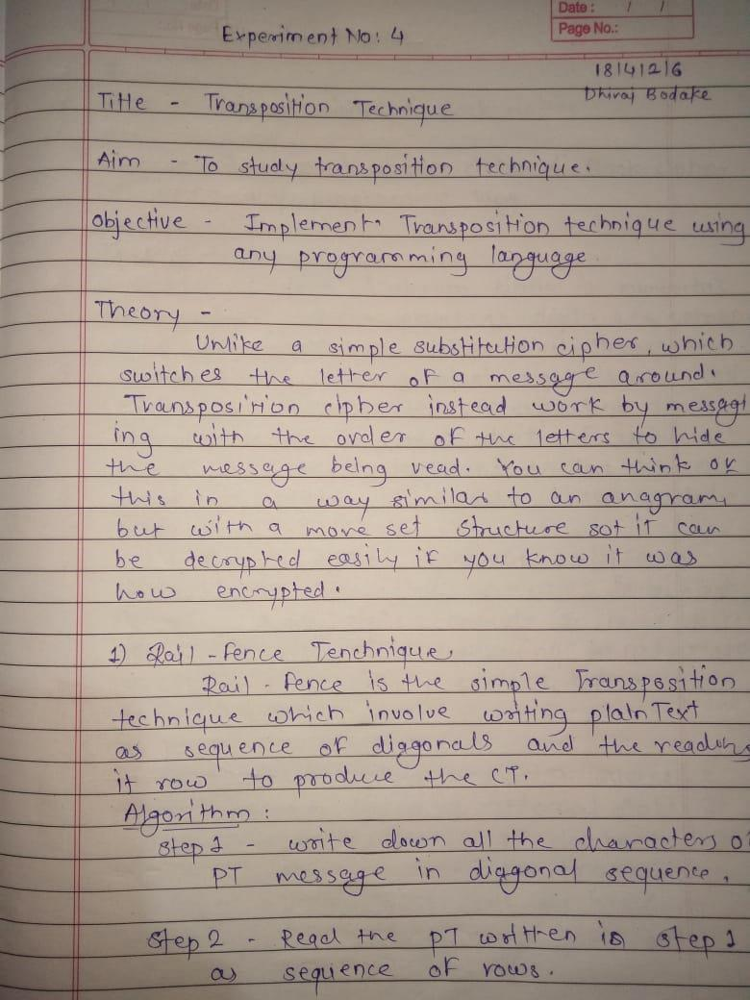 Date : / /
Page No.:
Experiment No: 4
18141216
Dhiraj Bodake
Title - Transposition Technique
Aim - To study transposition technique.
Objective - Implement. Transposition technique using
any programming language
Theory -
Unlike a simple substitution cipher, which
switches the letter of a message around.
Transposition cipher instead work by messagi
ing with the order of the letters to hide
the message being read. You can think of
this in a way similar to an anagram,
but with a more set structure sot it can
be decrypted easily if you know it was
how encrypted.
1) Rail - fence Tenchnique,
Rail - fence is the simple Transposition
technique which involve writing plain Text
as sequence of diagonals and the reading
it row to produce the CT.
Algorithm :
Step 1 - write down all the characters of
PT message in diagonal sequence,
Step 2 - Read the PT written in step 1
as sequience of rows.